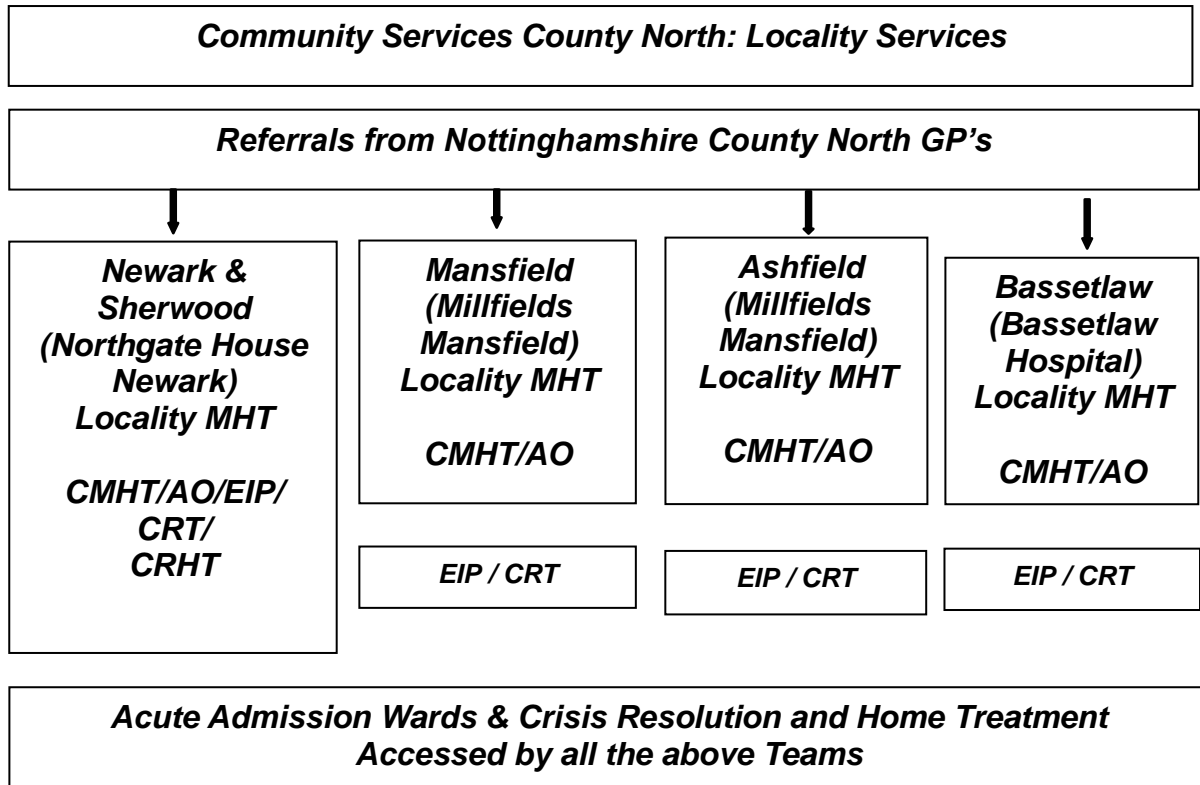 Community Services County North: Locality Services
Referrals from Nottinghamshire County North GP’s
Newark &
Sherwood
(Northgate House
Newark)
Locality MHT
CMHT/AO/EIP/
CRT/
CRHT
Mansfield
(Millfields
Mansfield)
Locality MHT
CMHT/AO
EIP / CRT
Ashfield
(Millfields
Mansfield)
Locality MHT
CMHT/AO
EIP / CRT
Bassetlaw
(Bassetlaw
Hospital)
Locality MHT
CMHT/AO
EIP / CRT
Acute Admission Wards & Crisis Resolution and Home Treatment
Accessed by all the above Teams